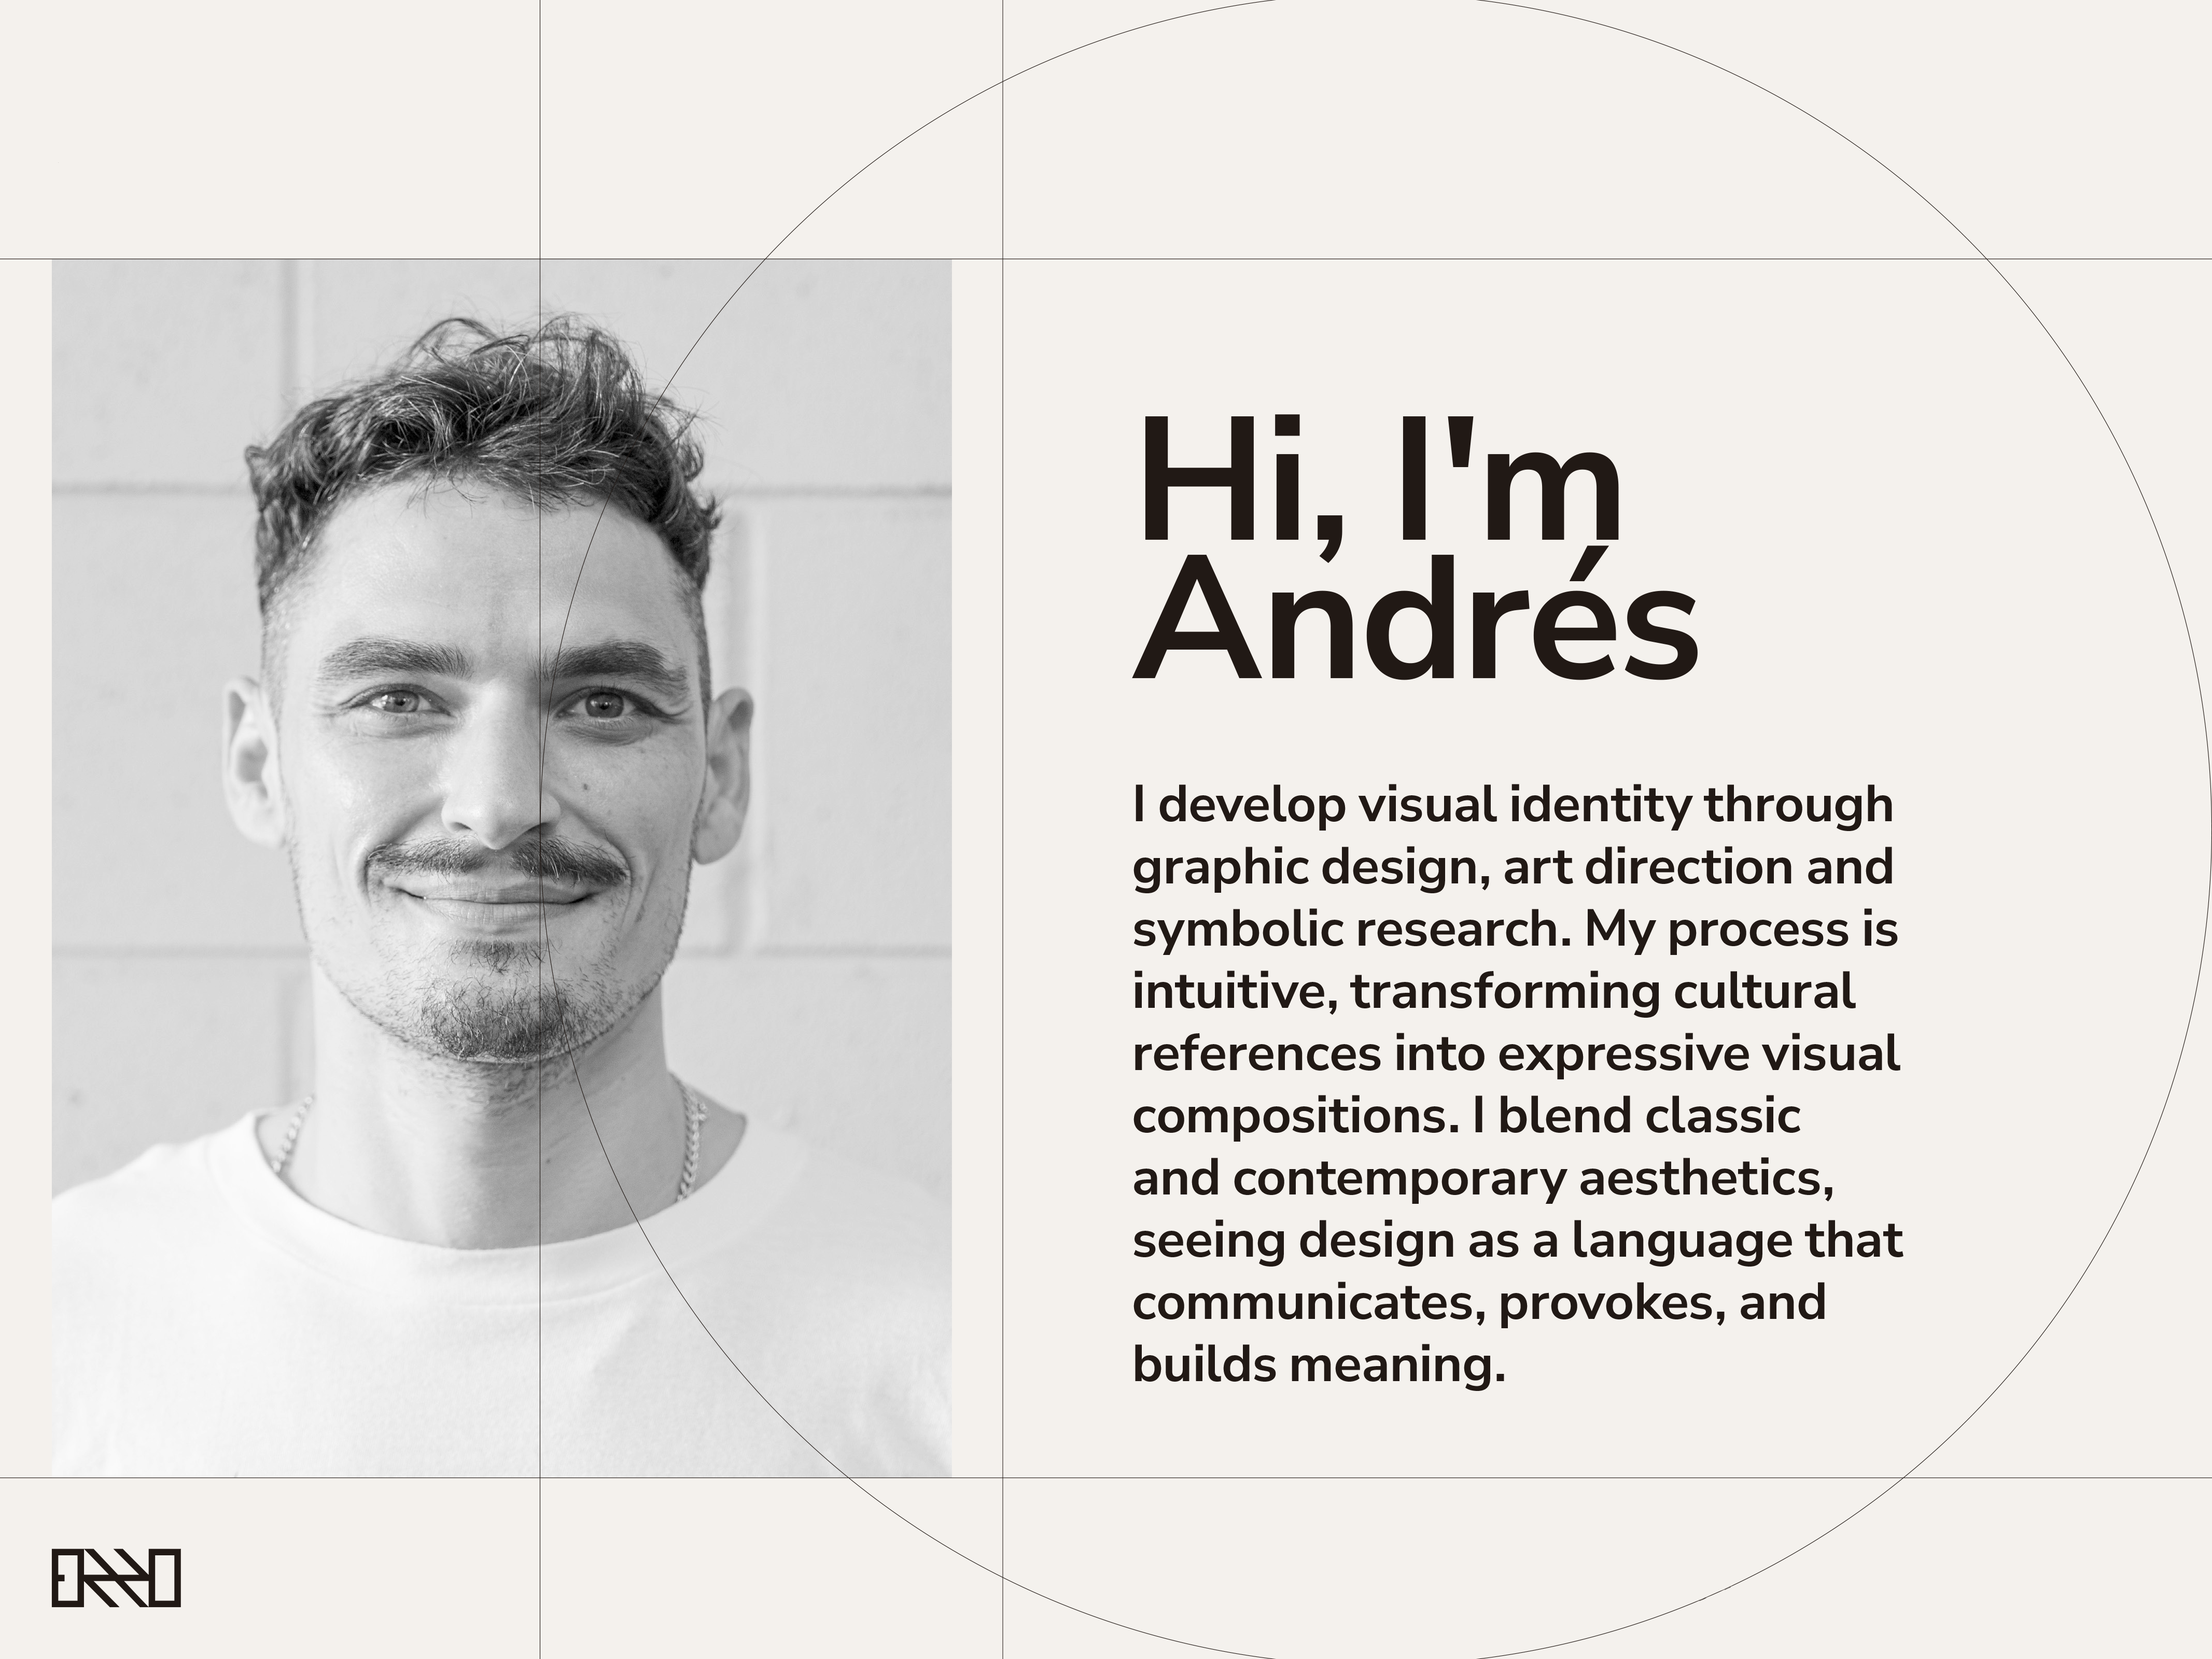 Hi, I'm
Andrés
I develop visual identity through
graphic design, art direction and
symbolic research. My process is
intuitive, transforming cultural
references into expressive visual
compositions. I blend classic
and contemporary aesthetics,
seeing design as a language that
communicates, provokes, and
builds meaning.